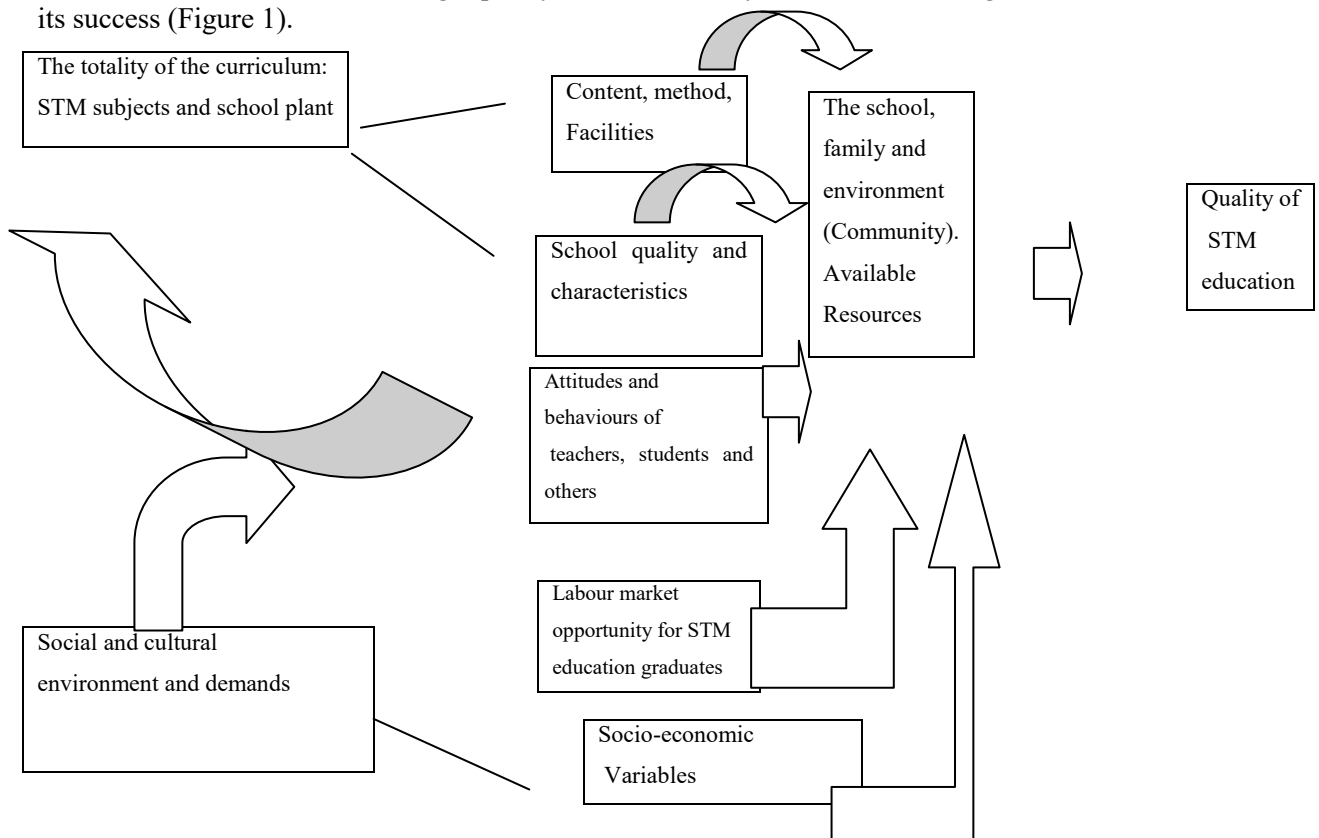 its success (Figure 1).
The totality of the curriculum:
STM subjects and school plant
Content, method,
Facilities
The school,
family and
environment
(Community).
Available
Resources
Quality of
STM
education
School quality and
characteristics
Attitudes and
behaviours of
teachers, students and
others
Labour market
opportunity for STM
education graduates
Social and cultural
environment and demands
Socio-economic
Variables